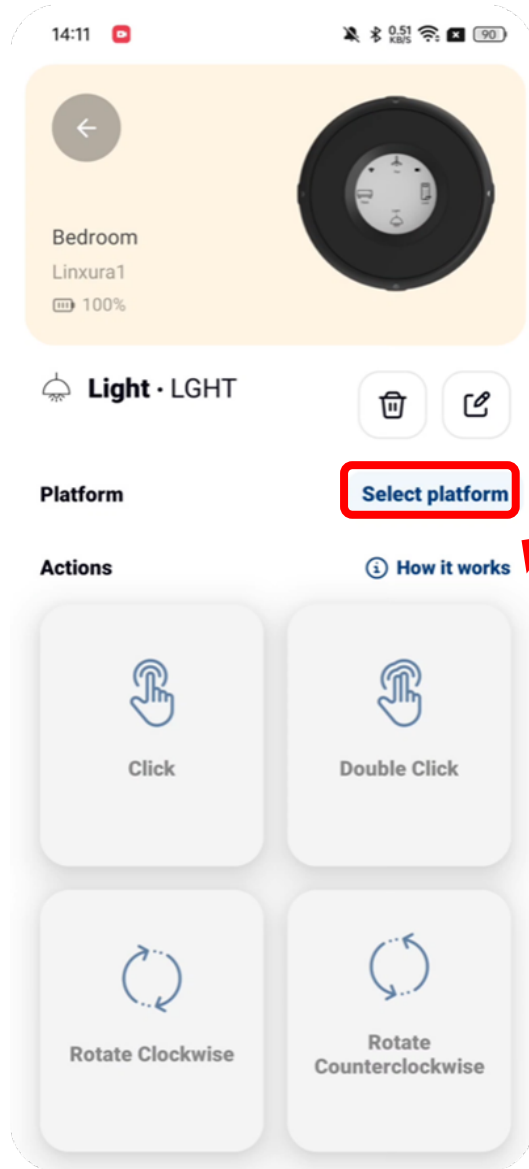 14:11 0.51 KB/S 90
Bedroom
Linxura1
100%
Light · LGHT
Platform Select platform
Actions How it works
Click Double Click
Rotate Clockwise Rotate
Counterclockwise